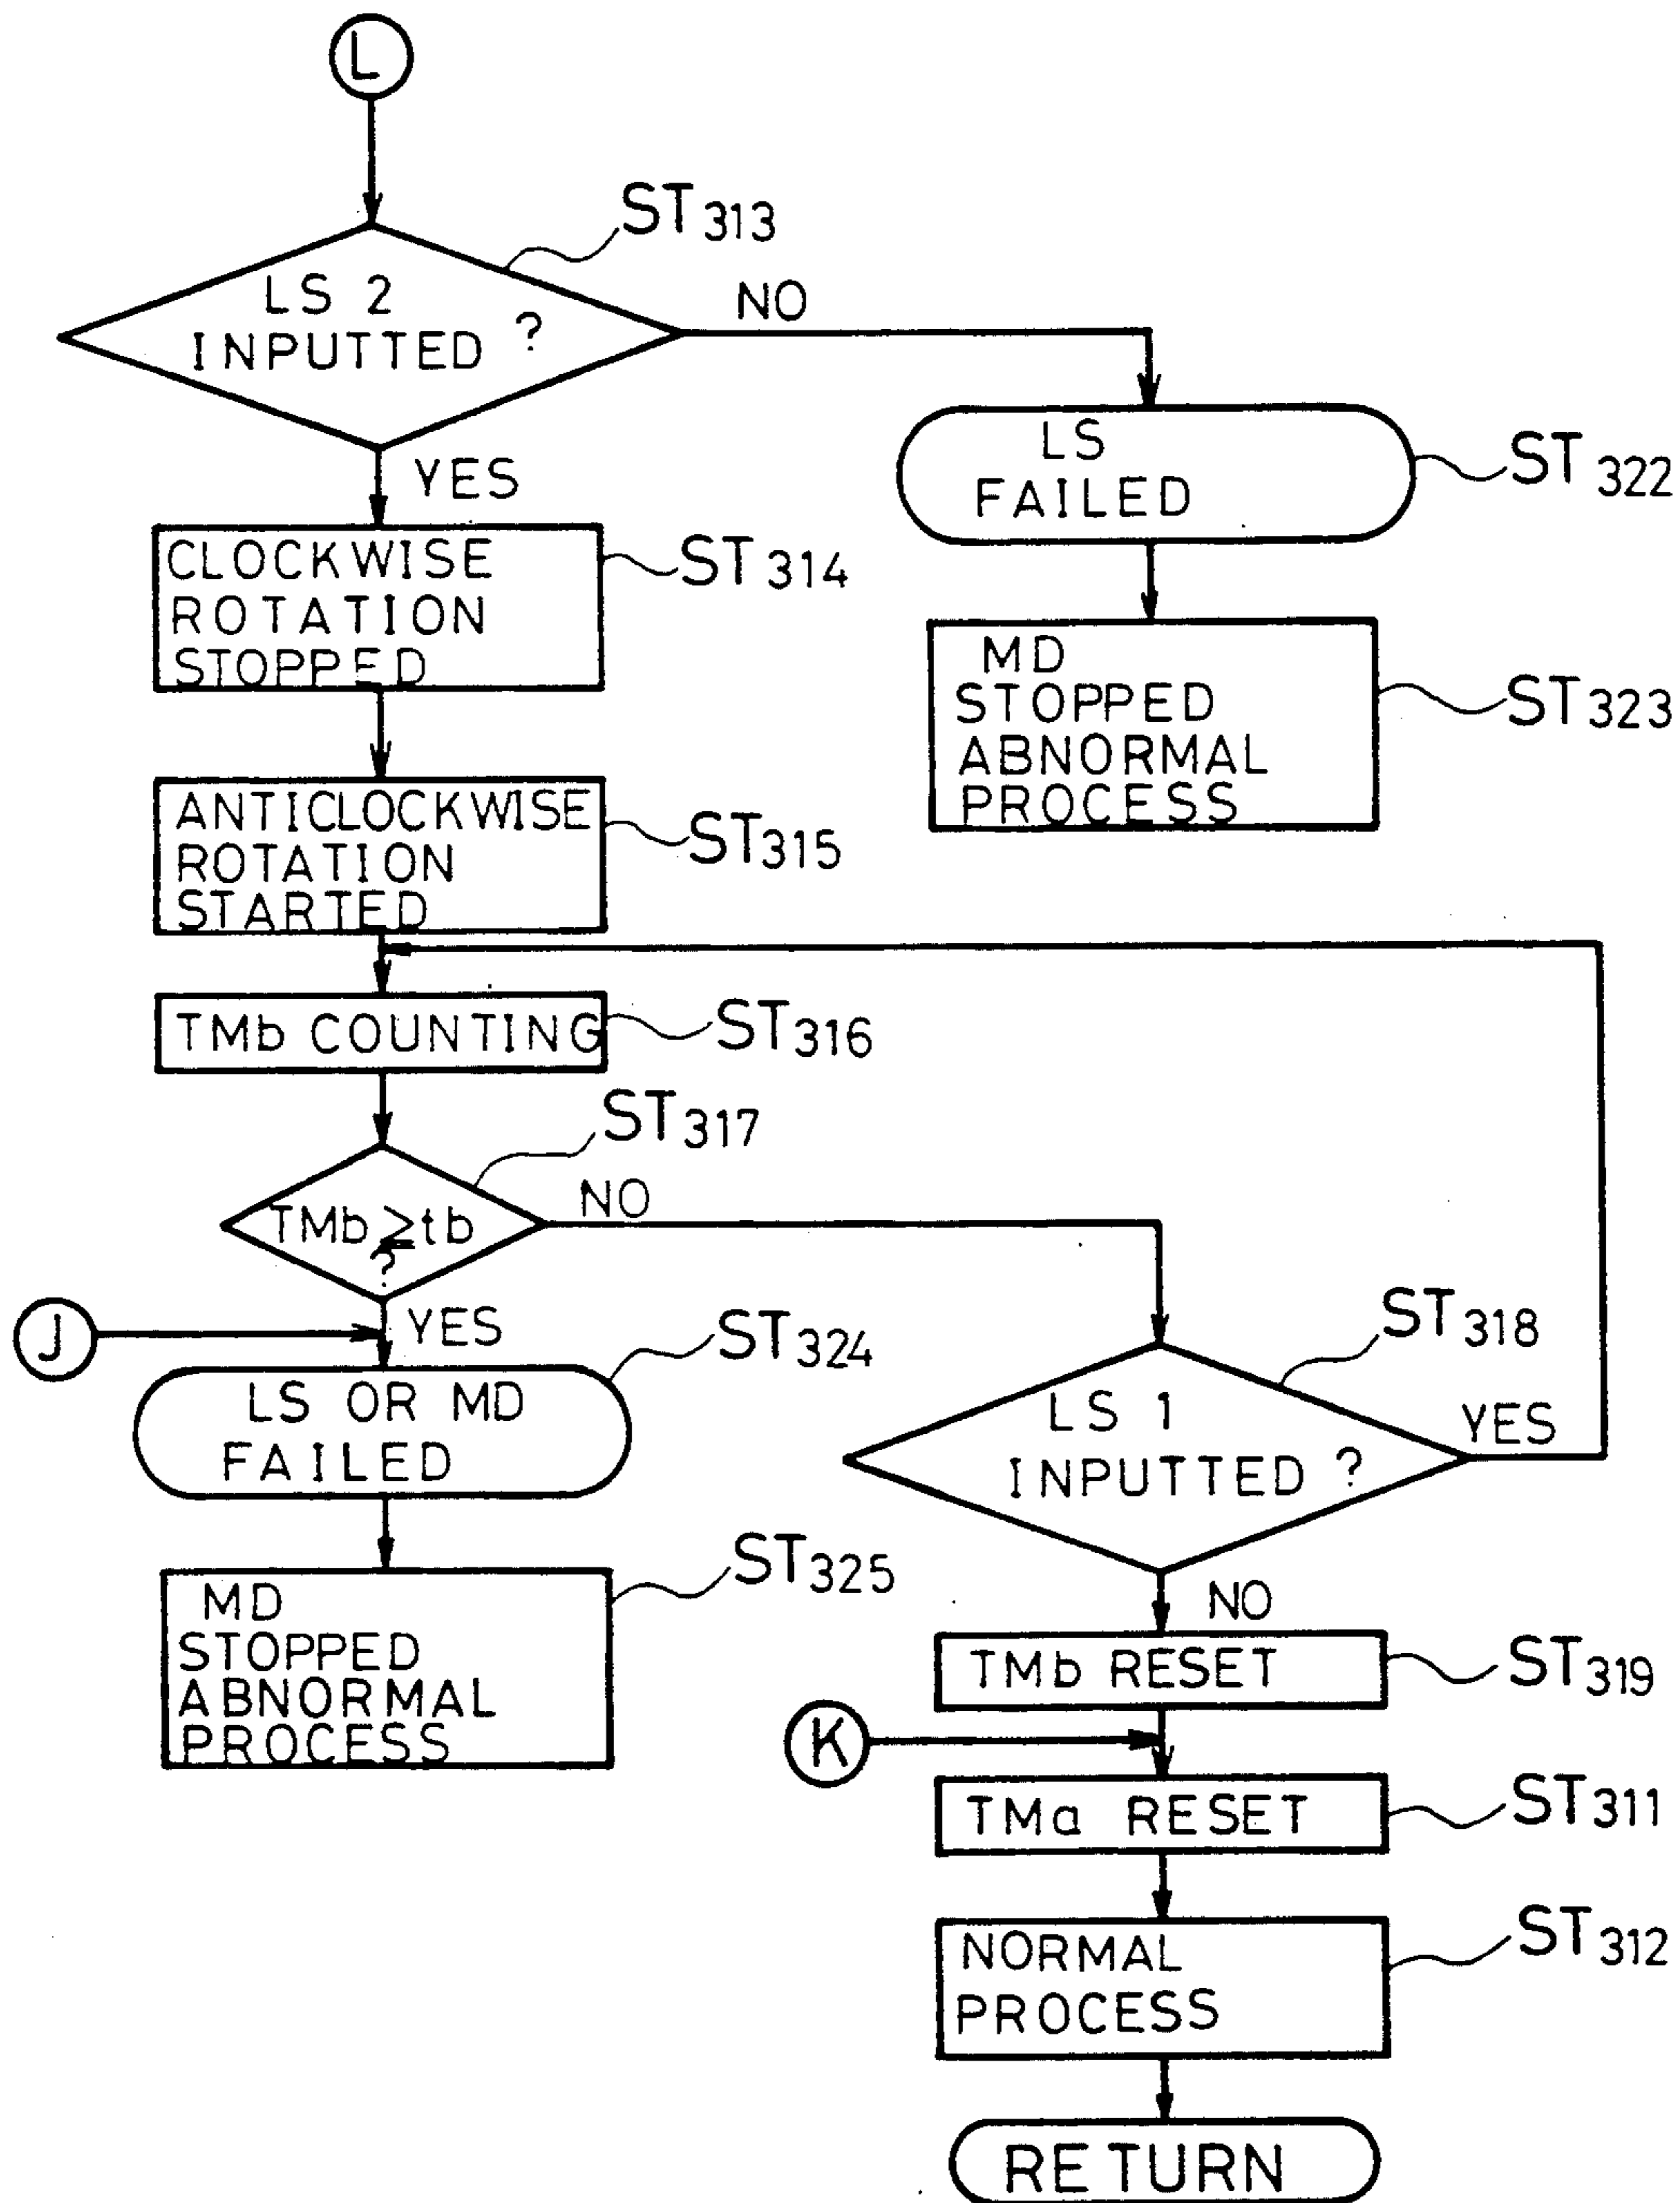 L
ST313
LS 2
INPUTTED ?
NO
YES
LS
FAILED
ST322
CLOCKWISE
ROTATION
STOPPED
ST314
MD
STOPPED
ABNORMAL
PROCESS
ST323
ANTICLOCKWISE
ROTATION
STARTED
ST315
TMb COUNTING
ST316
ST317
TMb ≥ tb
?
NO
J
YES
ST324
LS OR MD
FAILED
ST318
LS 1
INPUTTED ?
YES
NO
ST325
MD
STOPPED
ABNORMAL
PROCESS
TMb RESET
ST319
K
TMa RESET
ST311
NORMAL
PROCESS
ST312
RETURN